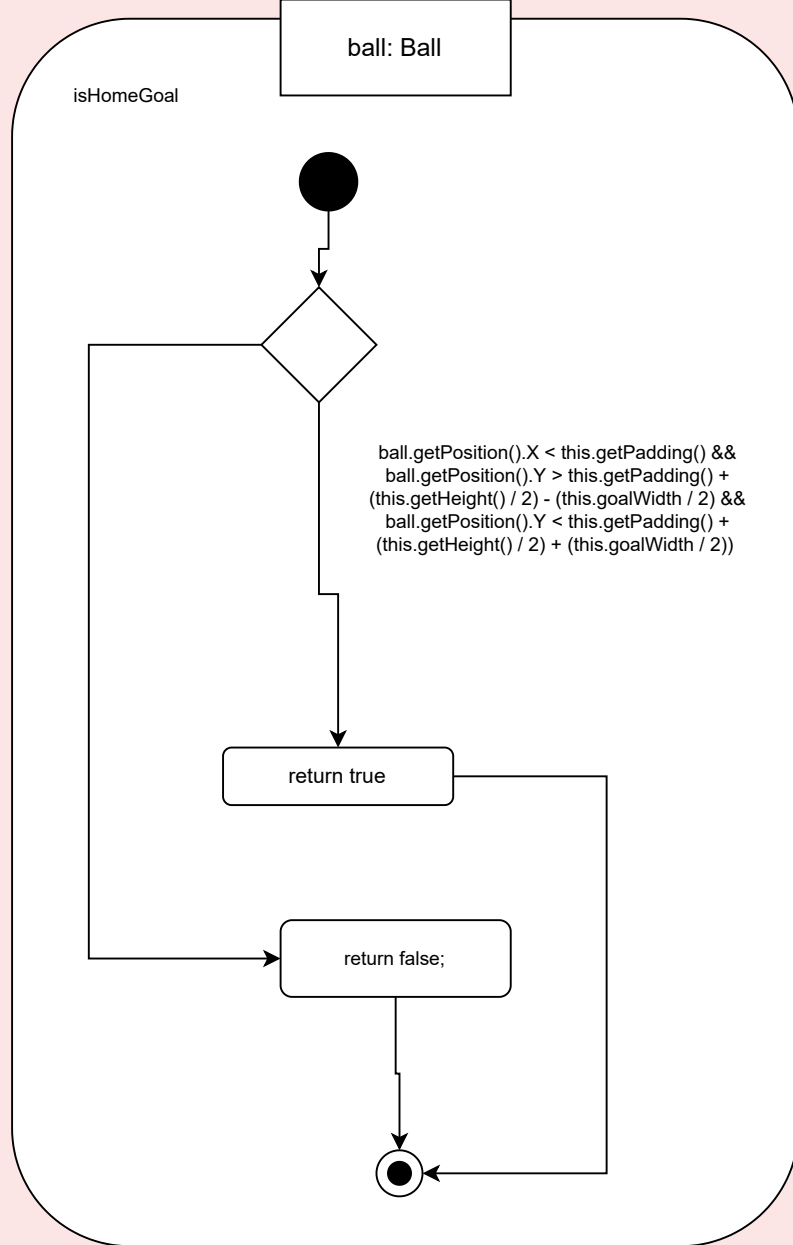 ball: Ball
isHomeGoal
ball.getPosition().X < this.getPadding() &&
ball.getPosition().Y > this.getPadding() +
(this.getHeight() / 2) - (this.goalWidth / 2) &&
ball.getPosition().Y < this.getPadding() +
(this.getHeight() / 2) + (this.goalWidth / 2))
return true
return false;